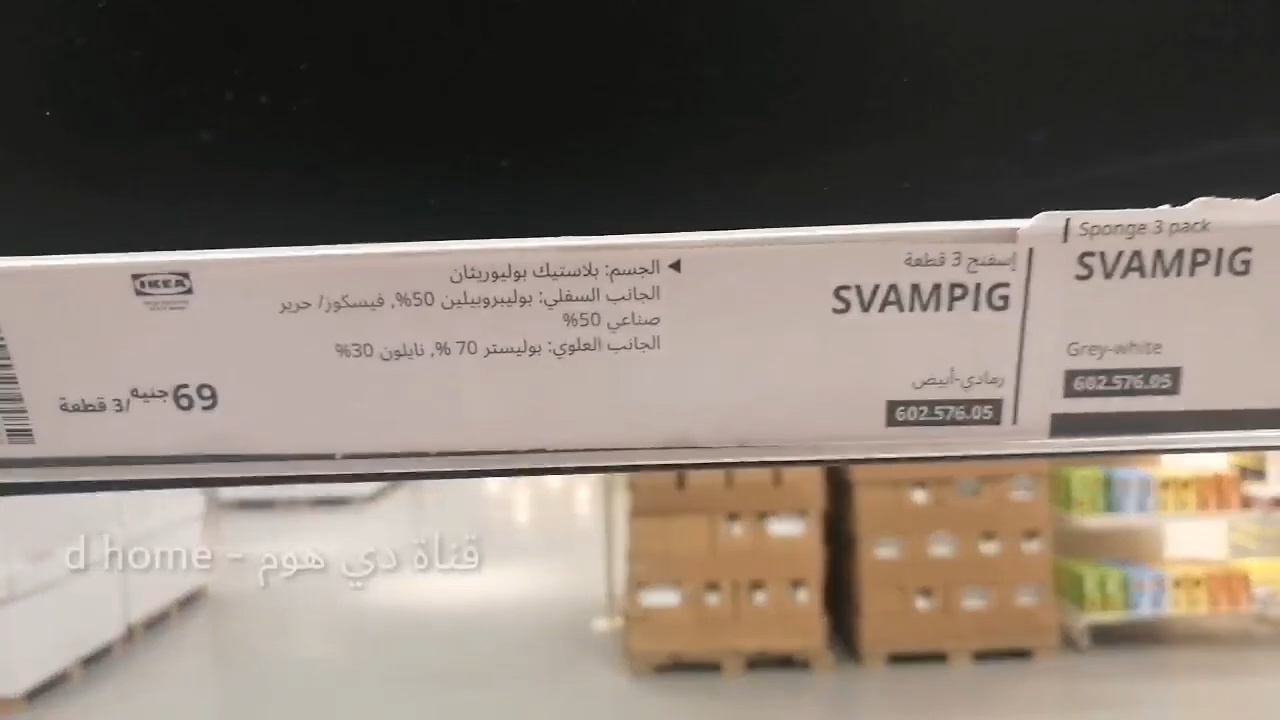 Sponge 3 pack
SVAMPIG
Grey-white
602.576.05
إسفنج 3 قطعة
SVAMPIG
رمادي-أبيض
602.576.05
◀ الجسم: بلاستيك بوليوريثان
الجانب السفلي: بوليبروبيلين 50%, فيسكوز/ حرير
صناعي 50%
الجانب العلوي: بوليستر 70 %, نايلون 30%
IKEA
69 جنيه/3 قطعة
d home - قناة دي هوم